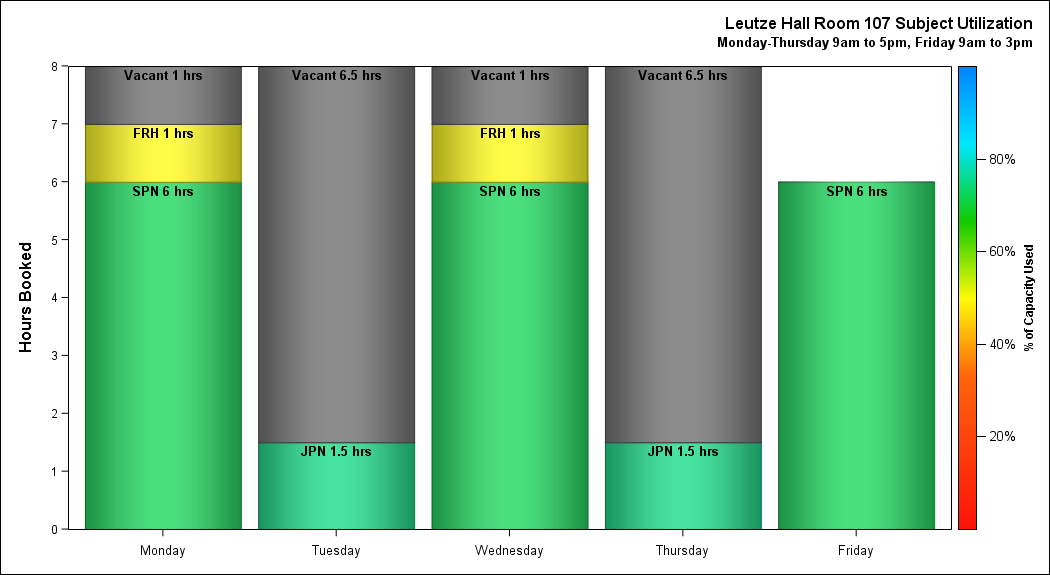 Leutze Hall Room 107 Subject Utilization
Monday-Thursday 9am to 5pm, Friday 9am to 3pm
Hours Booked
8
7
6
5
4
3
2
1
0
Vacant 1 hrs
FRH 1 hrs
SPN 6 hrs
Vacant 6.5 hrs
JPN 1.5 hrs
Vacant 1 hrs
FRH 1 hrs
SPN 6 hrs
Vacant 6.5 hrs
JPN 1.5 hrs
SPN 6 hrs
Monday
Tuesday
Wednesday
Thursday
Friday
80%
60%
40%
20%
% of Capacity Used